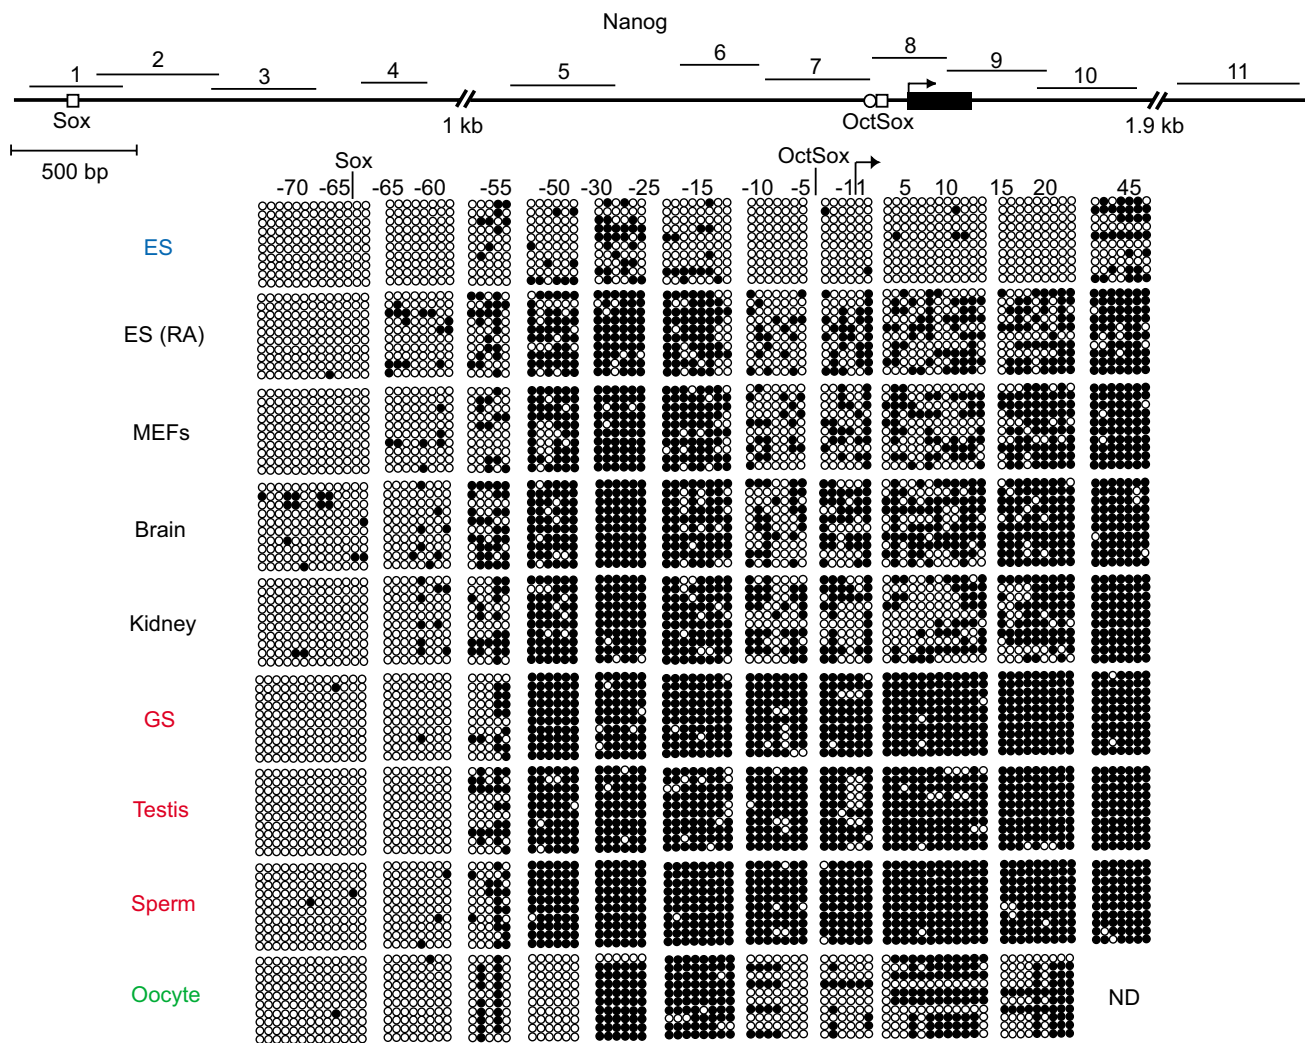 Nanog
1 2 3 4 5 6 7 8 9 10 11
Sox OctSox
1 kb 1.9 kb
500 bp
Sox OctSox
-70 -65 -65 -60 -55 -50 -30 -25 -15 -10 -5 -1 1 5 10 15 20 45
ES
ES (RA)
MEFs
Brain
Kidney
GS
Testis
Sperm
Oocyte
ND